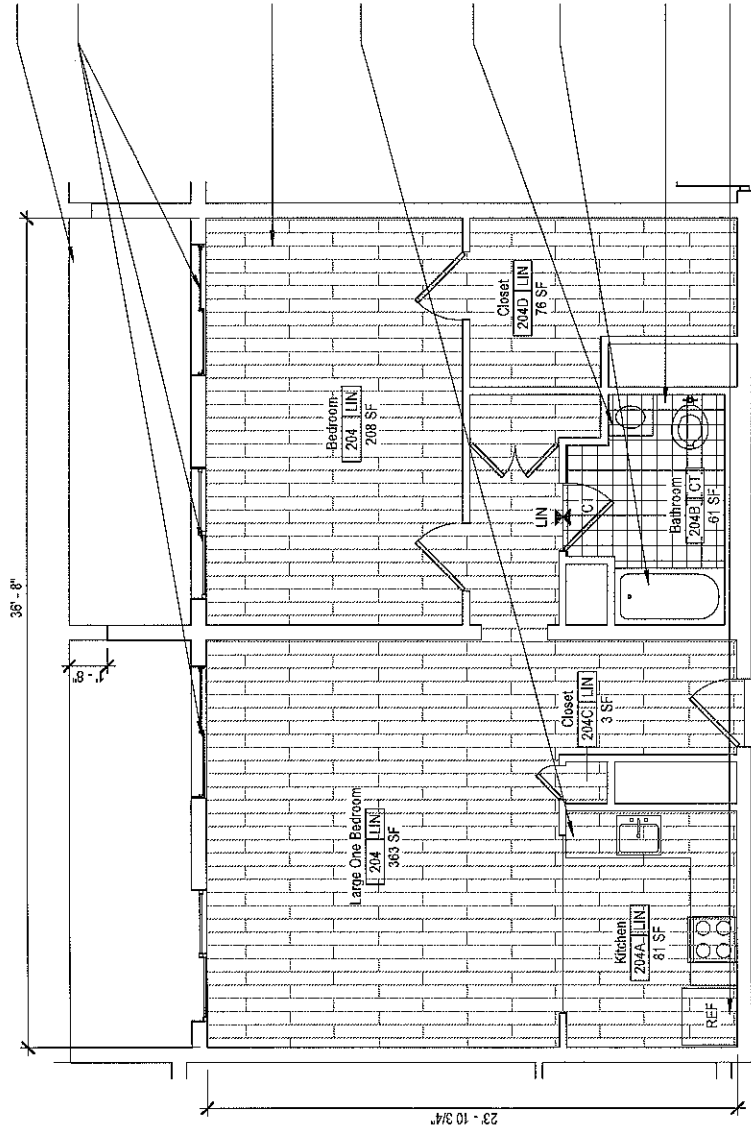 36' - 8"
1' - 8"
23' - 10 3/4"
Bedroom
204 LIN
208 SF
Closet
204D LIN
76 SF
LIN
CT
Bathroom
204B CT
61 SF
Large One Bedroom
204 LIN
363 SF
Closet
204C LIN
3 SF
Kitchen
204A LIN
81 SF
REF